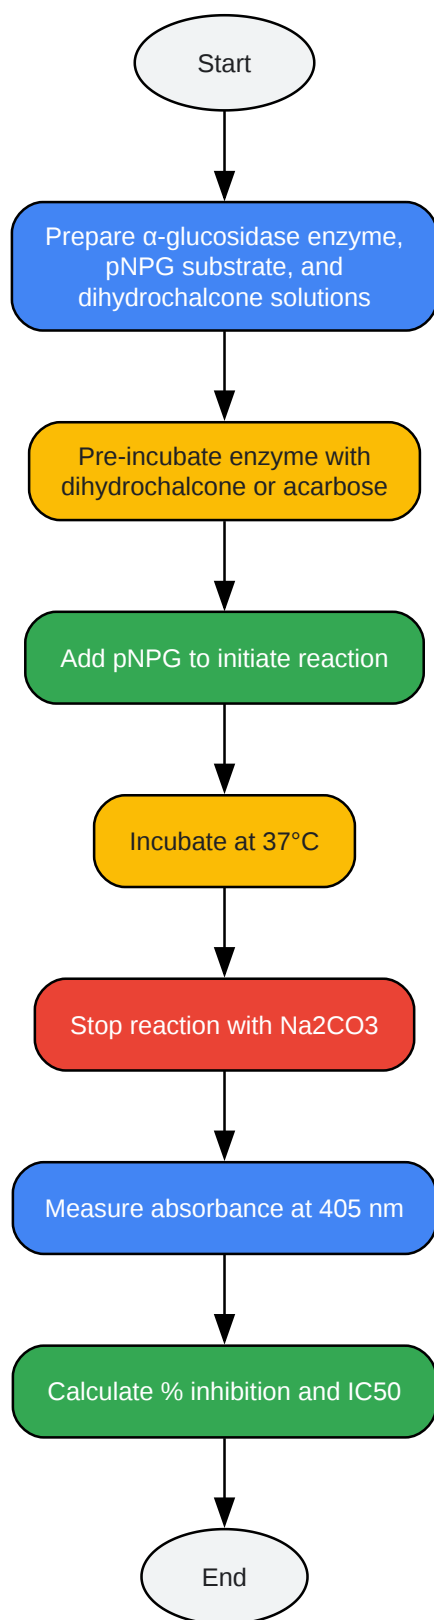 Start
Prepare α-glucosidase enzyme,
pNPG substrate, and
dihydrochalcone solutions
Pre-incubate enzyme with
dihydrochalcone or acarbose
Add pNPG to initiate reaction
Incubate at 37°C
Stop reaction with Na2CO3
Measure absorbance at 405 nm
Calculate % inhibition and IC50
End